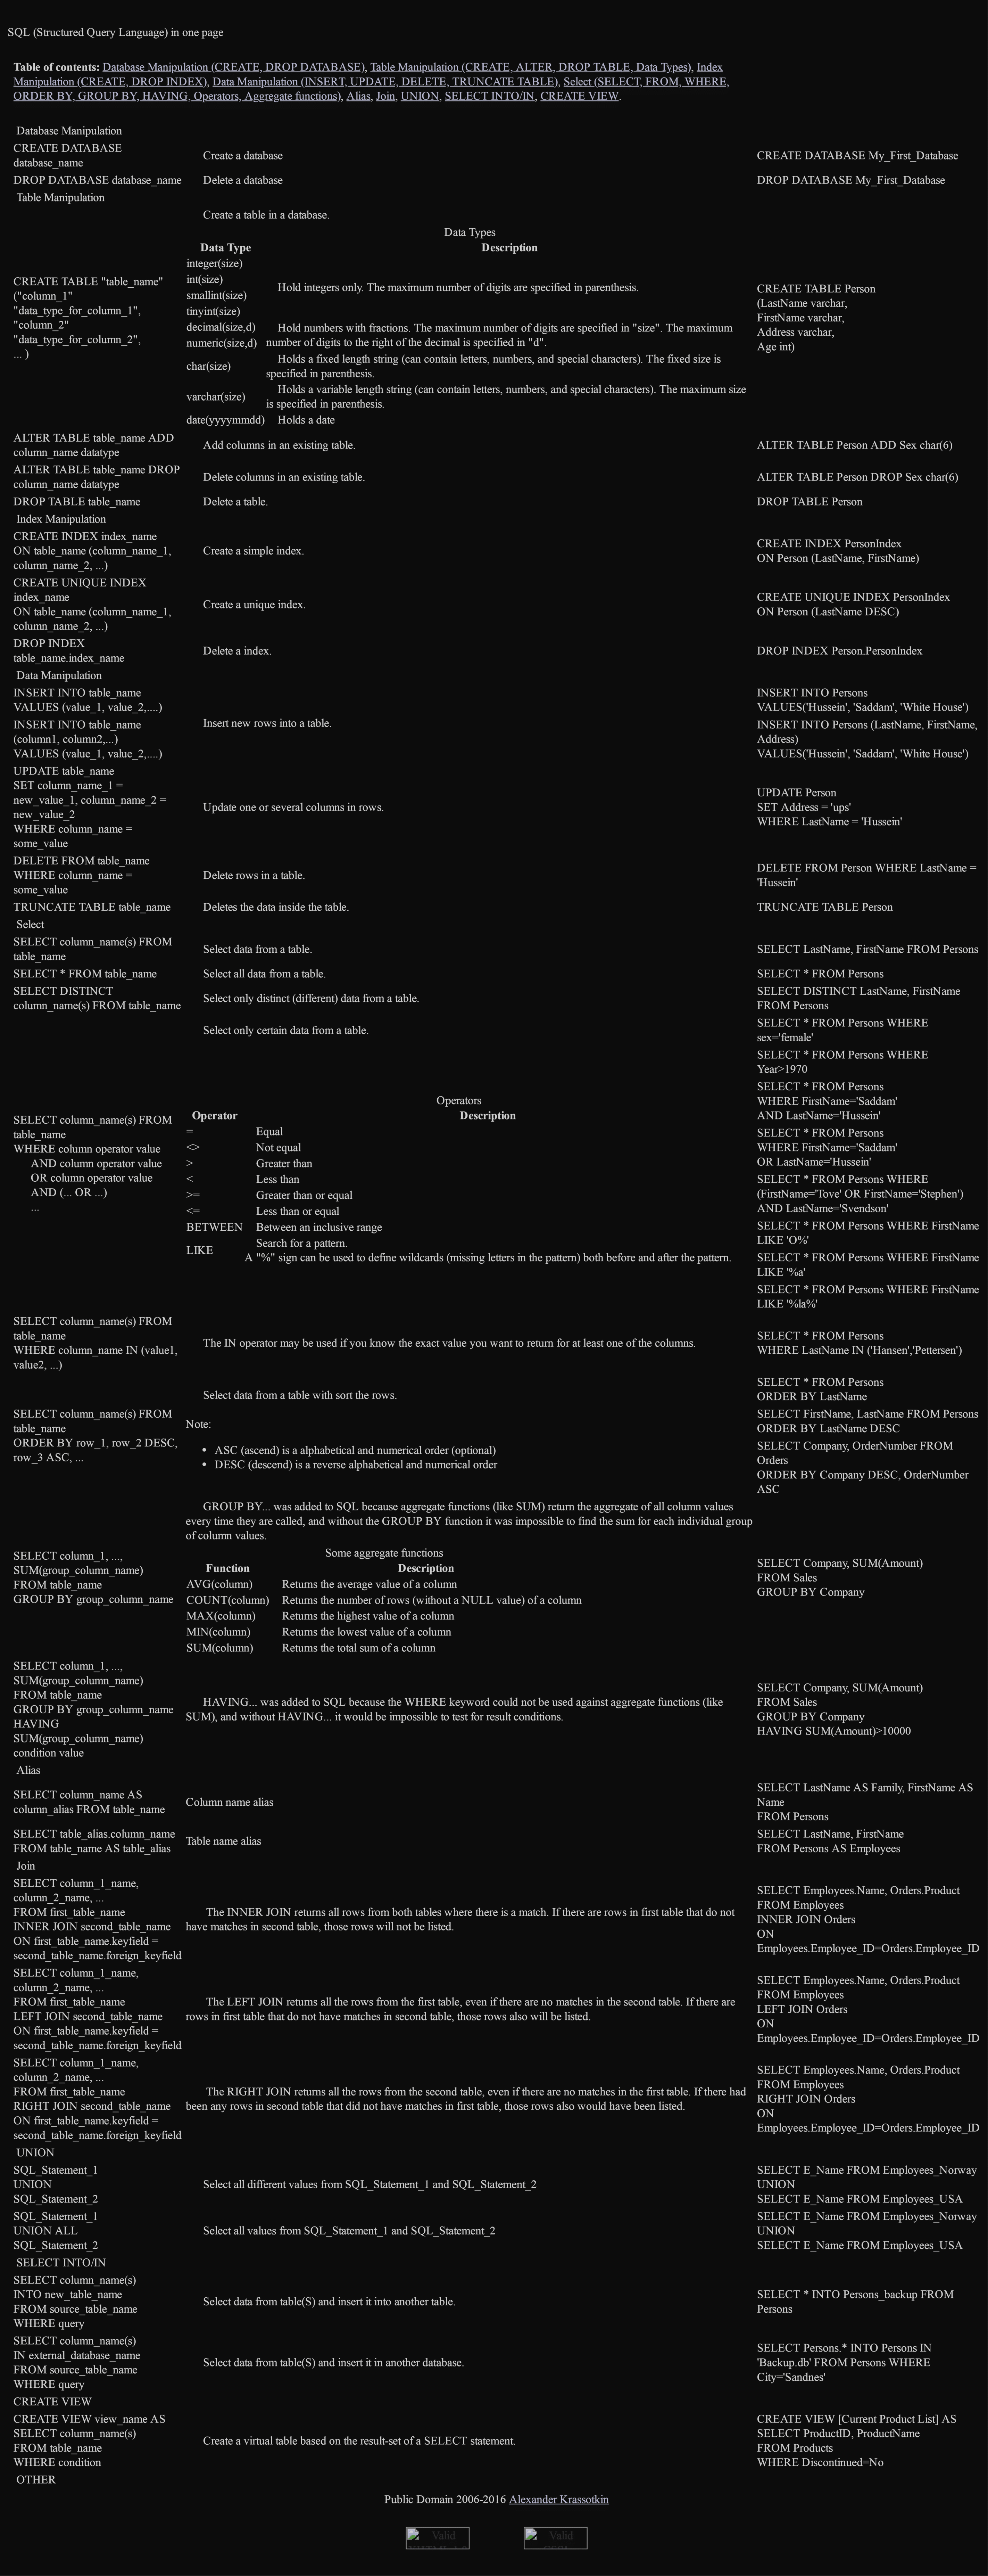 SQL (Structured Query Language) in one page
Table of contents: Database Manipulation (CREATE, DROP DATABASE), Table Manipulation (CREATE, ALTER, DROP TABLE, Data Types), Index
Manipulation (CREATE, DROP INDEX), Data Manipulation (INSERT, UPDATE, DELETE, TRUNCATE TABLE), Select (SELECT, FROM, WHERE,
ORDER BY, GROUP BY, HAVING, Operators, Aggregate functions), Alias, Join, UNION, SELECT INTO/IN, CREATE VIEW.
Database Manipulation
CREATE DATABASE
database_name
Create a database
CREATE DATABASE My_First_Database
DROP DATABASE database_name
Delete a database
DROP DATABASE My_First_Database
Table Manipulation
CREATE TABLE "table_name"
("column_1"
"data_type_for_column_1",
"column_2"
"data_type_for_column_2",
... )
Create a table in a database.
Data Types
Data Type Description
integer(size)
int(size)
smallint(size)
tinyint(size)
Hold integers only. The maximum number of digits are specified in parenthesis.
decimal(size,d)
numeric(size,d)
Hold numbers with fractions. The maximum number of digits are specified in "size". The maximum
number of digits to the right of the decimal is specified in "d".
char(size)
Holds a fixed length string (can contain letters, numbers, and special characters). The fixed size is
specified in parenthesis.
varchar(size)
Holds a variable length string (can contain letters, numbers, and special characters). The maximum size
is specified in parenthesis.
date(yyyymmdd) Holds a date
CREATE TABLE Person
(LastName varchar,
FirstName varchar,
Address varchar,
Age int)
ALTER TABLE table_name ADD
column_name datatype
Add columns in an existing table.
ALTER TABLE Person ADD Sex char(6)
ALTER TABLE table_name DROP
column_name datatype
Delete columns in an existing table.
ALTER TABLE Person DROP Sex char(6)
DROP TABLE table_name
Delete a table.
DROP TABLE Person
Index Manipulation
CREATE INDEX index_name
ON table_name (column_name_1,
column_name_2, ...)
Create a simple index.
CREATE INDEX PersonIndex
ON Person (LastName, FirstName)
CREATE UNIQUE INDEX
index_name
ON table_name (column_name_1,
column_name_2, ...)
Create a unique index.
CREATE UNIQUE INDEX PersonIndex
ON Person (LastName DESC)
DROP INDEX
table_name.index_name
Delete a index.
DROP INDEX Person.PersonIndex
Data Manipulation
INSERT INTO table_name
VALUES (value_1, value_2,....)
INSERT INTO table_name
(column1, column2,...)
VALUES (value_1, value_2,....)
Insert new rows into a table.
INSERT INTO Persons
VALUES('Hussein', 'Saddam', 'White House')
INSERT INTO Persons (LastName, FirstName,
Address)
VALUES('Hussein', 'Saddam', 'White House')
UPDATE table_name
SET column_name_1 =
new_value_1, column_name_2 =
new_value_2
WHERE column_name =
some_value
Update one or several columns in rows.
UPDATE Person
SET Address = 'ups'
WHERE LastName = 'Hussein'
DELETE FROM table_name
WHERE column_name =
some_value
Delete rows in a table.
DELETE FROM Person WHERE LastName =
'Hussein'
TRUNCATE TABLE table_name
Deletes the data inside the table.
TRUNCATE TABLE Person
Select
SELECT column_name(s) FROM
table_name
Select data from a table.
SELECT LastName, FirstName FROM Persons
SELECT * FROM table_name
Select all data from a table.
SELECT * FROM Persons
SELECT DISTINCT
column_name(s) FROM table_name
Select only distinct (different) data from a table.
SELECT DISTINCT LastName, FirstName
FROM Persons
SELECT column_name(s) FROM
table_name
WHERE column operator value
AND column operator value
OR column operator value
AND (... OR ...)
...
Select only certain data from a table.
Operators
Operator Description
= Equal
<> Not equal
> Greater than
< Less than
>= Greater than or equal
<= Less than or equal
BETWEEN Between an inclusive range
LIKE
Search for a pattern.
A "%" sign can be used to define wildcards (missing letters in the pattern) both before and after the pattern.
SELECT * FROM Persons WHERE
sex='female'
SELECT * FROM Persons WHERE
Year>1970
SELECT * FROM Persons
WHERE FirstName='Saddam'
AND LastName='Hussein'
SELECT * FROM Persons
WHERE FirstName='Saddam'
OR LastName='Hussein'
SELECT * FROM Persons WHERE
(FirstName='Tove' OR FirstName='Stephen')
AND LastName='Svendson'
SELECT * FROM Persons WHERE FirstName
LIKE 'O%'
SELECT * FROM Persons WHERE FirstName
LIKE '%a'
SELECT * FROM Persons WHERE FirstName
LIKE '%la%'
SELECT column_name(s) FROM
table_name
WHERE column_name IN (value1,
value2, ...)
The IN operator may be used if you know the exact value you want to return for at least one of the columns.
SELECT * FROM Persons
WHERE LastName IN ('Hansen','Pettersen')
SELECT column_name(s) FROM
table_name
ORDER BY row_1, row_2 DESC,
row_3 ASC, ...
Select data from a table with sort the rows.
Note:
• ASC (ascend) is a alphabetical and numerical order (optional)
• DESC (descend) is a reverse alphabetical and numerical order
SELECT * FROM Persons
ORDER BY LastName
SELECT FirstName, LastName FROM Persons
ORDER BY LastName DESC
SELECT Company, OrderNumber FROM
Orders
ORDER BY Company DESC, OrderNumber
ASC
SELECT column_1, ...,
SUM(group_column_name)
FROM table_name
GROUP BY group_column_name
GROUP BY... was added to SQL because aggregate functions (like SUM) return the aggregate of all column values
every time they are called, and without the GROUP BY function it was impossible to find the sum for each individual group
of column values.
Some aggregate functions
Function Description
AVG(column) Returns the average value of a column
COUNT(column) Returns the number of rows (without a NULL value) of a column
MAX(column) Returns the highest value of a column
MIN(column) Returns the lowest value of a column
SUM(column) Returns the total sum of a column
SELECT Company, SUM(Amount)
FROM Sales
GROUP BY Company
SELECT column_1, ...,
SUM(group_column_name)
FROM table_name
GROUP BY group_column_name
HAVING
SUM(group_column_name)
condition value
HAVING... was added to SQL because the WHERE keyword could not be used against aggregate functions (like
SUM), and without HAVING... it would be impossible to test for result conditions.
SELECT Company, SUM(Amount)
FROM Sales
GROUP BY Company
HAVING SUM(Amount)>10000
Alias
SELECT column_name AS
column_alias FROM table_name
Column name alias
SELECT LastName AS Family, FirstName AS
Name
FROM Persons
SELECT table_alias.column_name
FROM table_name AS table_alias
Table name alias
SELECT LastName, FirstName
FROM Persons AS Employees
Join
SELECT column_1_name,
column_2_name, ...
FROM first_table_name
INNER JOIN second_table_name
ON first_table_name.keyfield =
second_table_name.foreign_keyfield
The INNER JOIN returns all rows from both tables where there is a match. If there are rows in first table that do not
have matches in second table, those rows will not be listed.
SELECT Employees.Name, Orders.Product
FROM Employees
INNER JOIN Orders
ON
Employees.Employee_ID=Orders.Employee_ID
SELECT column_1_name,
column_2_name, ...
FROM first_table_name
LEFT JOIN second_table_name
ON first_table_name.keyfield =
second_table_name.foreign_keyfield
The LEFT JOIN returns all the rows from the first table, even if there are no matches in the second table. If there are
rows in first table that do not have matches in second table, those rows also will be listed.
SELECT Employees.Name, Orders.Product
FROM Employees
LEFT JOIN Orders
ON
Employees.Employee_ID=Orders.Employee_ID
SELECT column_1_name,
column_2_name, ...
FROM first_table_name
RIGHT JOIN second_table_name
ON first_table_name.keyfield =
second_table_name.foreign_keyfield
The RIGHT JOIN returns all the rows from the second table, even if there are no matches in the first table. If there had
been any rows in second table that did not have matches in first table, those rows also would have been listed.
SELECT Employees.Name, Orders.Product
FROM Employees
RIGHT JOIN Orders
ON
Employees.Employee_ID=Orders.Employee_ID
UNION
SQL_Statement_1
UNION
SQL_Statement_2
Select all different values from SQL_Statement_1 and SQL_Statement_2
SELECT E_Name FROM Employees_Norway
UNION
SELECT E_Name FROM Employees_USA
SQL_Statement_1
UNION ALL
SQL_Statement_2
Select all values from SQL_Statement_1 and SQL_Statement_2
SELECT E_Name FROM Employees_Norway
UNION
SELECT E_Name FROM Employees_USA
SELECT INTO/IN
SELECT column_name(s)
INTO new_table_name
FROM source_table_name
WHERE query
Select data from table(S) and insert it into another table.
SELECT * INTO Persons_backup FROM
Persons
SELECT column_name(s)
IN external_database_name
FROM source_table_name
WHERE query
Select data from table(S) and insert it in another database.
SELECT Persons.* INTO Persons IN
'Backup.db' FROM Persons WHERE
City='Sandnes'
CREATE VIEW
CREATE VIEW view_name AS
SELECT column_name(s)
FROM table_name
WHERE condition
Create a virtual table based on the result-set of a SELECT statement.
CREATE VIEW [Current Product List] AS
SELECT ProductID, ProductName
FROM Products
WHERE Discontinued=No
OTHER
Public Domain 2006-2016 Alexander Krassotkin
Valid
Valid